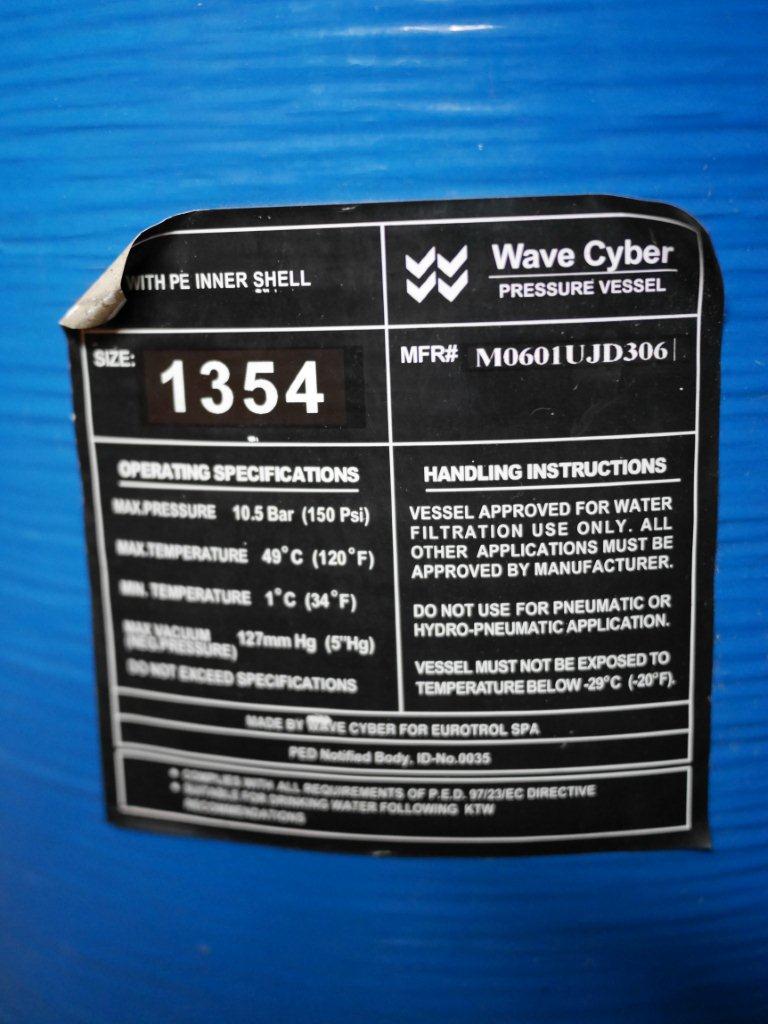 WITH PE INNER SHELL
Wave Cyber
PRESSURE VESSEL
SIZE: 1354
MFR# M0601UJD306
OPERATING SPECIFICATIONS
MAX.PRESSURE 10.5 Bar (150 Psi)
MAX.TEMPERATURE 49°C (120°F)
MIN. TEMPERATURE 1°C (34°F)
MAX.VACUUM
(NEG.PRESSURE) 127mm Hg (5"Hg)
DO NOT EXCEED SPECIFICATIONS
HANDLING INSTRUCTIONS
VESSEL APPROVED FOR WATER
FILTRATION USE ONLY. ALL
OTHER APPLICATIONS MUST BE
APPROVED BY MANUFACTURER.
DO NOT USE FOR PNEUMATIC OR
HYDRO-PNEUMATIC APPLICATION.
VESSEL MUST NOT BE EXPOSED TO
TEMPERATURE BELOW -29°C (-20°F).
MADE BY WAVE CYBER FOR EUROTROL SPA
PED Notified Body, ID-No.0035
● COMPLIES WITH ALL REQUIREMENTS OF P.E.D. 97/23/EC DIRECTIVE
● SUITABLE FOR DRINKING WATER FOLLOWING KTW
RECOMMENDATIONS